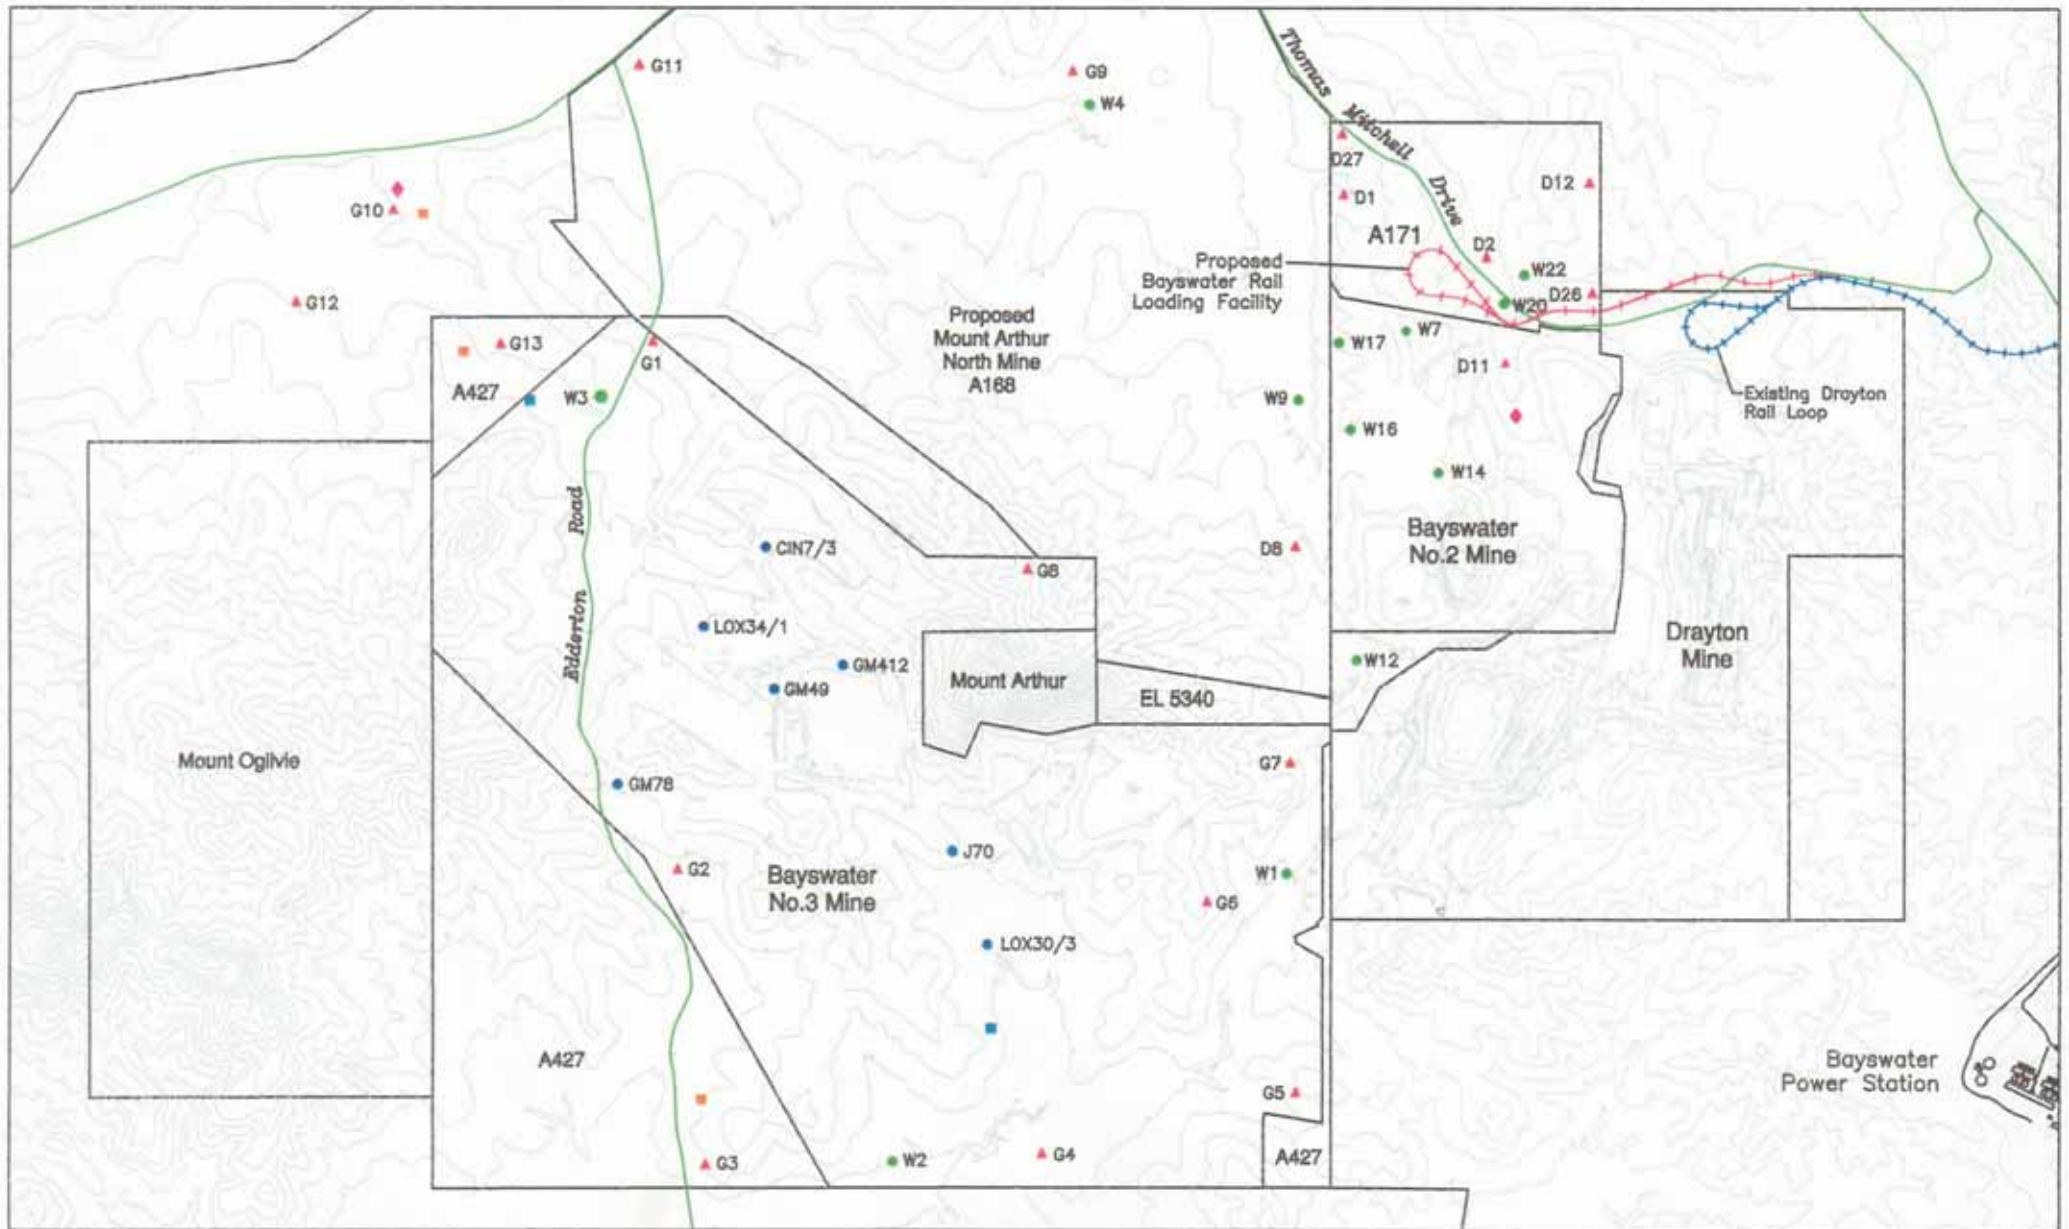 Thomas
Mitchell
Drive
G11
G9
W4
D27
D12
G10
D1
A171
D2
Proposed
Bayswater Rail
Loading Facility
W22
D26
W20
G12
Proposed
Mount Arthur
North Mine
A168
W7
W17
G13
G1
D11
A427
W3
W9
Existing Drayton
Rail Loop
W16
W14
Edderton Road
Bayswater
No.2 Mine
CIN7/3
D8
G8
LOX34/1
Drayton
Mine
GM412
W12
GM49
Mount Arthur
EL 5340
Mount Ogilvie
G7
GM78
J70
G2
Bayswater
No.3 Mine
W1
G6
LOX30/3
A427
Bayswater
Power Station
G5
G3
W2
G4
A427